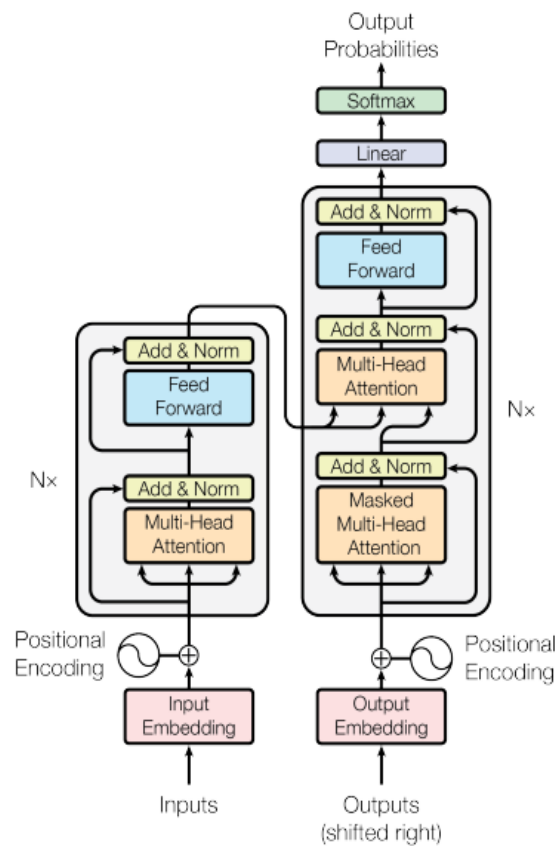 Output
Probabilities
Softmax
Linear
Add & Norm
Feed
Forward
Add & Norm
Multi-Head
Attention
Add & Norm
Masked
Multi-Head
Attention
N×
Add & Norm
Feed
Forward
Add & Norm
Multi-Head
Attention
N×
Positional
Encoding
Positional
Encoding
Input
Embedding
Output
Embedding
Inputs
Outputs
(shifted right)